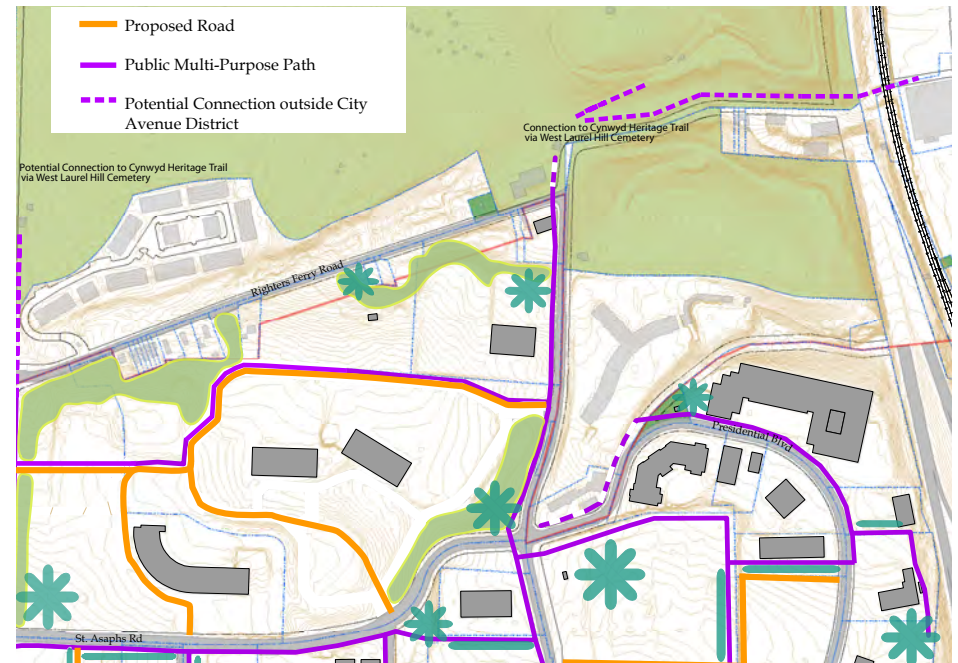 Proposed Road
Public Multi-Purpose Path
Potential Connection outside City
Avenue District
Connection to Cynwyd Heritage Trail
via West Laurel Hill Cemetery
Potential Connection to Cynwyd Heritage Trail
via West Laurel Hill Cemetery
Righters Ferry Road
Presidential Blvd
St. Asaphs Rd